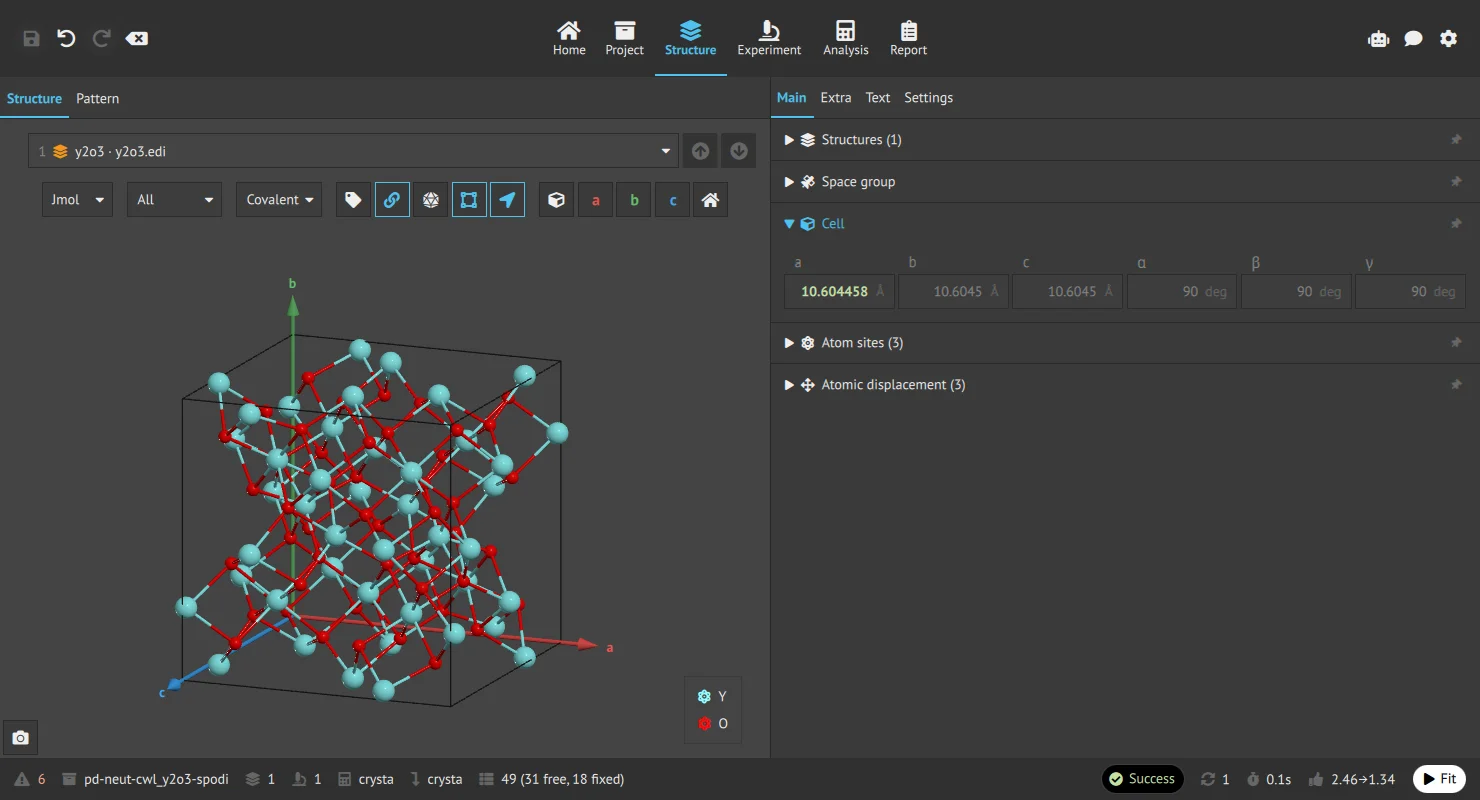 Home Project Structure Experiment Analysis Report
Structure Pattern
Main Extra Text Settings
1 y2o3 · y2o3.edi
Jmol All Covalent a b c
Structures (1)
Space group
Cell
a b c α β γ
10.604458 Å 10.6045 Å 10.6045 Å 90 deg 90 deg 90 deg
Atom sites (3)
Atomic displacement (3)
b
a
c
Y
O
6 pd-neut-cwl_y2o3-spodi 1 1 crysta crysta 49 (31 free, 18 fixed) Success 1 0.1s 2.46→1.34 Fit